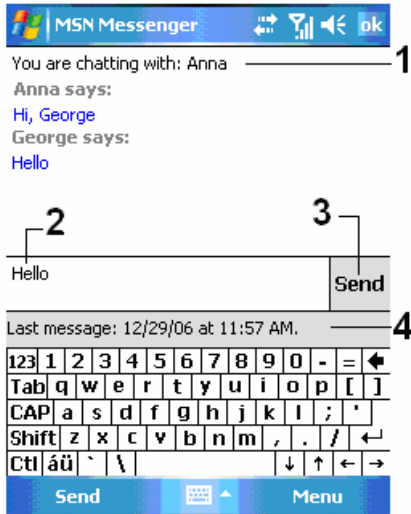 MSN Messenger ok
You are chatting with: Anna 1
Anna says:
Hi, George
George says:
Hello
2 3
Hello
Send
Last message: 12/29/06 at 11:57 AM. 4
123 1 2 3 4 5 6 7 8 9 0 - =
Tab q w e r t y u i o p [ ]
CAP a s d f g h j k l ; '
Shift z x c v b n m , . /
Ctl áü ` \
Send Menu